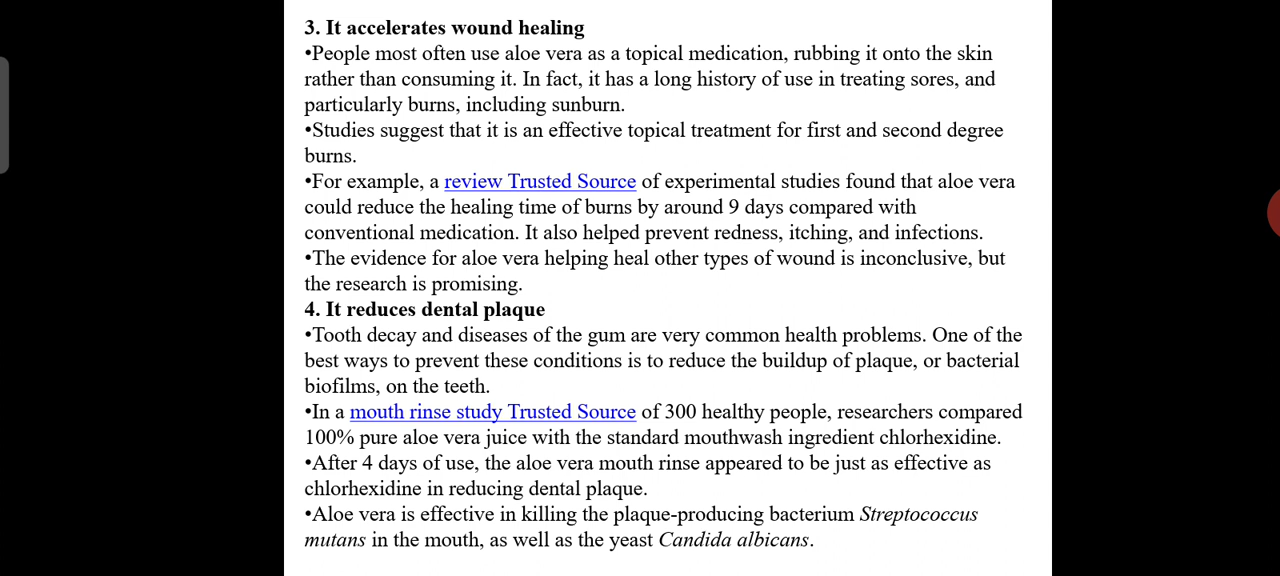 3. It accelerates wound healing
•People most often use aloe vera as a topical medication, rubbing it onto the skin
rather than consuming it. In fact, it has a long history of use in treating sores, and
particularly burns, including sunburn.
•Studies suggest that it is an effective topical treatment for first and second degree
burns.
•For example, a review Trusted Source of experimental studies found that aloe vera
could reduce the healing time of burns by around 9 days compared with
conventional medication. It also helped prevent redness, itching, and infections.
•The evidence for aloe vera helping heal other types of wound is inconclusive, but
the research is promising.
4. It reduces dental plaque
•Tooth decay and diseases of the gum are very common health problems. One of the
best ways to prevent these conditions is to reduce the buildup of plaque, or bacterial
biofilms, on the teeth.
•In a mouth rinse study Trusted Source of 300 healthy people, researchers compared
100% pure aloe vera juice with the standard mouthwash ingredient chlorhexidine.
•After 4 days of use, the aloe vera mouth rinse appeared to be just as effective as
chlorhexidine in reducing dental plaque.
•Aloe vera is effective in killing the plaque-producing bacterium Streptococcus
mutans in the mouth, as well as the yeast Candida albicans.